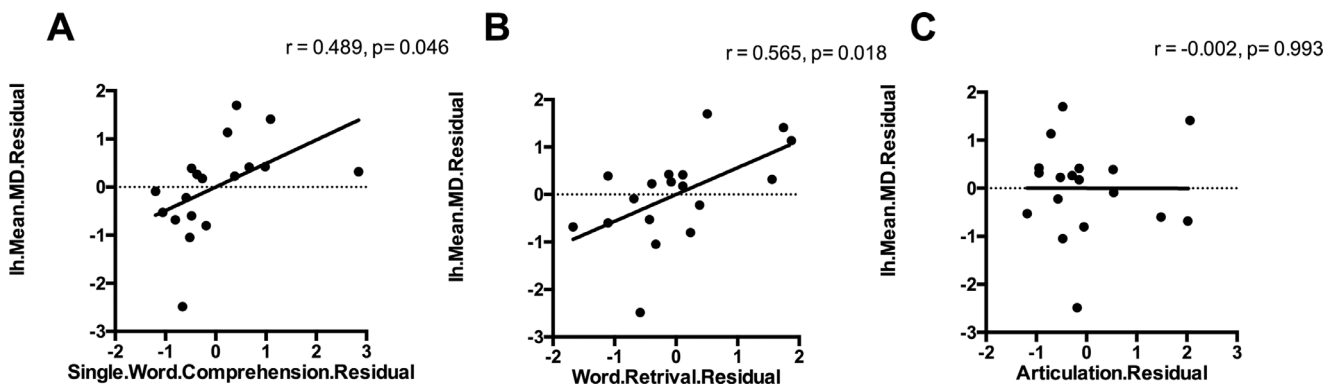 A
r = 0.489, p= 0.046
lh.Mean.MD.Residual
2
1
0
-1
-2
-3
-2
-1
0
1
2
3
Single.Word.Comprehension.Residual
B
r = 0.565, p= 0.018
lh.Mean.MD.Residual
2
1
0
-1
-2
-3
-2
-1
0
1
2
Word.Retrival.Residual
C
r = -0.002, p= 0.993
lh.Mean.MD.Residual
2
1
0
-1
-2
-3
-2
-1
0
1
2
3
Articulation.Residual